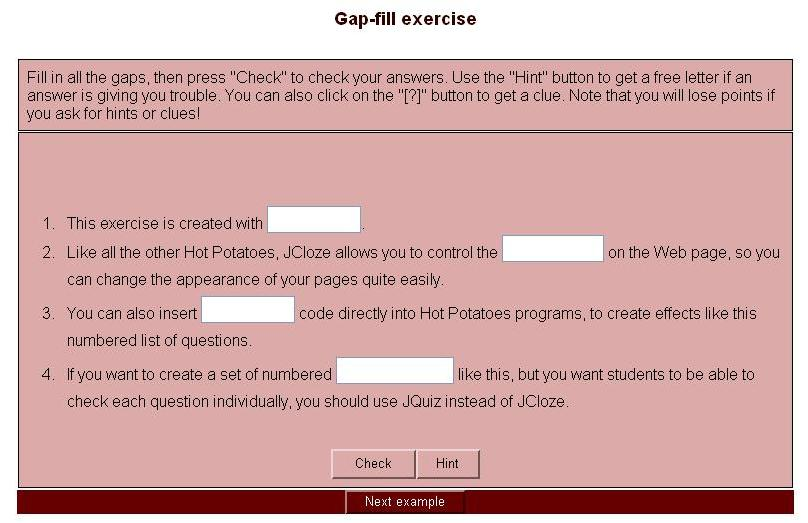 Gap-fill exercise
Fill in all the gaps, then press "Check" to check your answers. Use the "Hint" button to get a free letter if an
answer is giving you trouble. You can also click on the "[?]" button to get a clue. Note that you will lose points if
you ask for hints or clues!
1. This exercise is created with .
2. Like all the other Hot Potatoes, JCloze allows you to control the on the Web page, so you
can change the appearance of your pages quite easily.
3. You can also insert code directly into Hot Potatoes programs, to create effects like this
numbered list of questions.
4. If you want to create a set of numbered like this, but you want students to be able to
check each question individually, you should use JQuiz instead of JCloze.
Check Hint
Next example